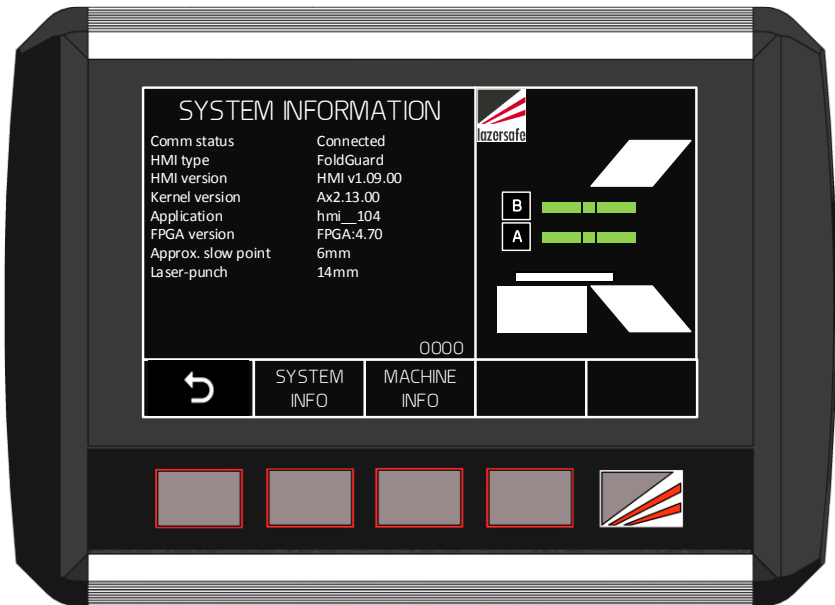 SYSTEM INFORMATION
Comm status Connected
HMI type FoldGuard
HMI version HMI v1.09.00
Kernel version Ax2.13.00
Application hmi__104
FPGA version FPGA:4.70
Approx. slow point 6mm
Laser-punch 14mm
0000
lazersafe
B
A
SYSTEM
INFO
MACHINE
INFO